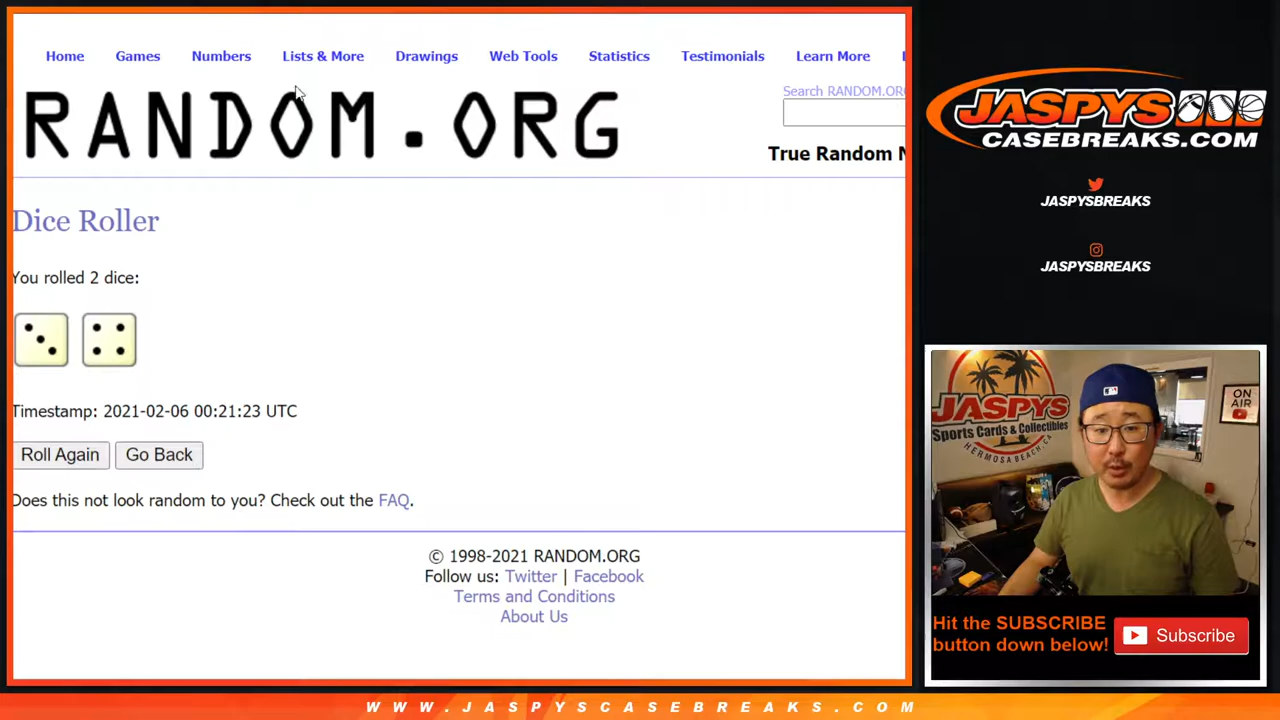 Home Games Numbers Lists & More Drawings Web Tools Statistics Testimonials Learn More
RANDOM.ORG
Search RANDOM.ORG
True Random N
Dice Roller
You rolled 2 dice:
Timestamp: 2021-02-06 00:21:23 UTC
Roll Again Go Back
Does this not look random to you? Check out the FAQ.
© 1998-2021 RANDOM.ORG
Follow us: Twitter | Facebook
Terms and Conditions
About Us
JASPYS
CASEBREAKS.COM
JASPYSBREAKS
JASPYSBREAKS
JASPYS
Sports Cards & Collectibles
HERMOSA BEACH, CA
ON
AIR
Hit the SUBSCRIBE
button down below!
Subscribe
WWW.JASPYSCASEBREAKS.COM